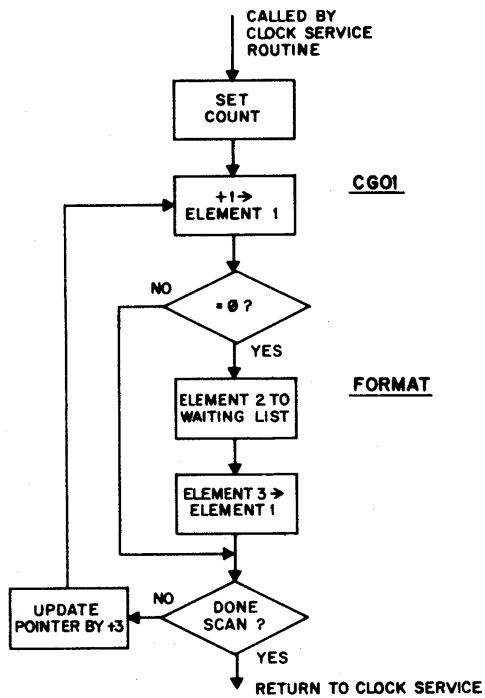 CALLED BY
CLOCK SERVICE
ROUTINE
SET
COUNT
CG01
+1→
ELEMENT 1
NO
= Ø ?
YES
FORMAT
ELEMENT 2 TO
WAITING LIST
ELEMENT 3→
ELEMENT 1
NO
DONE
SCAN ?
UPDATE
POINTER BY +3
YES
RETURN TO CLOCK SERVICE